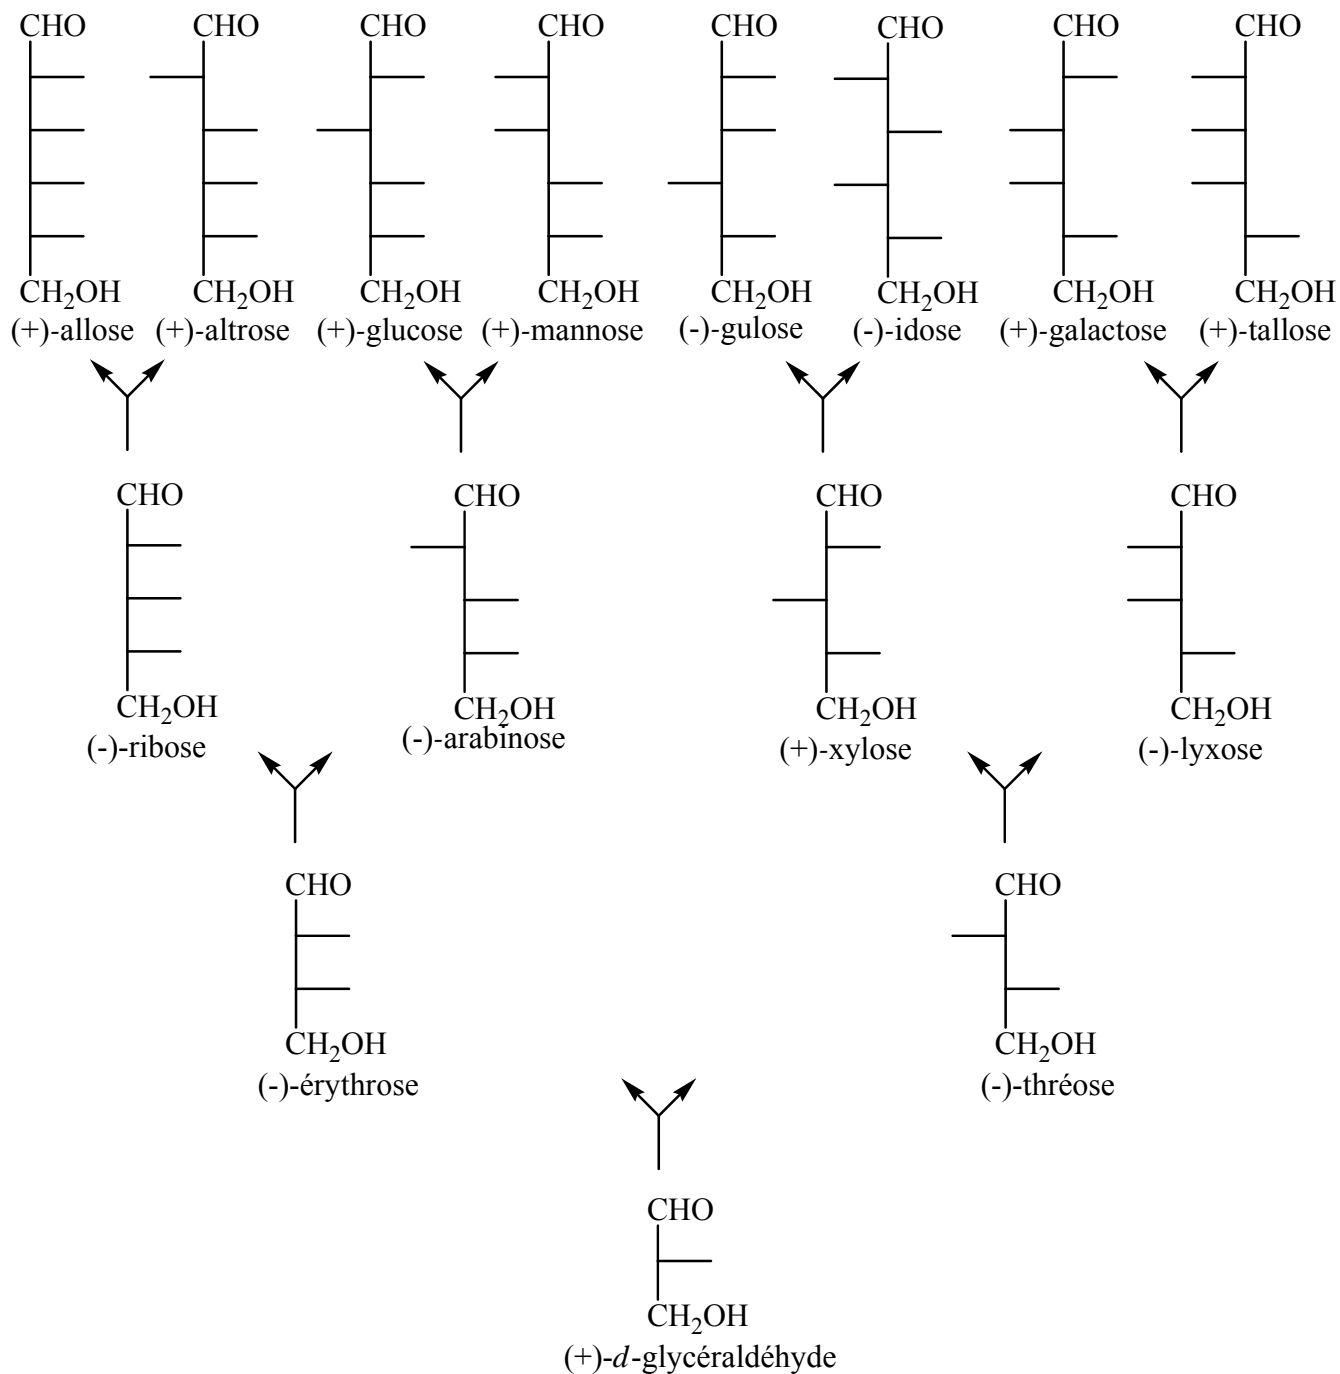 CHO CHO CHO CHO CHO CHO CHO CHO
CH2OH CH2OH CH2OH CH2OH CH2OH CH2OH CH2OH CH2OH
(+)-allose (+)-altrose (+)-glucose (+)-mannose (-)-gulose (-)-idose (+)-galactose (+)-tallose
CHO CHO CHO CHO
CH2OH CH2OH CH2OH CH2OH
(-)-ribose (-)-arabinose (+)-xylose (-)-lyxose
CHO CHO
CH2OH CH2OH
(-)-érythrose (-)-thréose
CHO
CH2OH
(+)-d-glycéraldéhyde